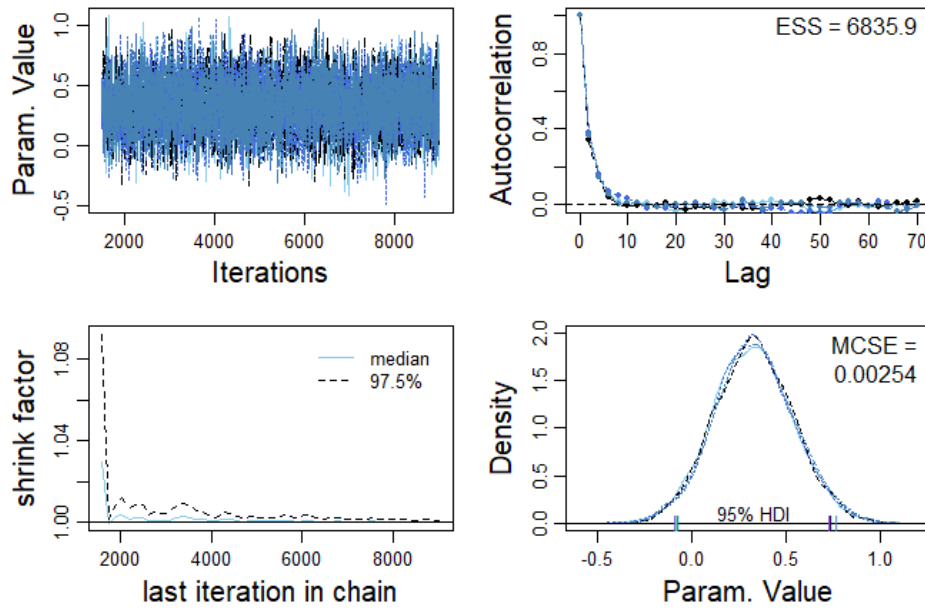 Param. Value
1.0
0.5
0.0
-0.5
2000 4000 6000 8000
Iterations
ESS = 6835.9
Autocorrelation
0.8
0.4
0.0
0 10 20 30 40 50 60 70
Lag
median
97.5%
shrink factor
1.08
1.04
1.00
2000 4000 6000 8000
last iteration in chain
MCSE =
0.00254
Density
2.0
1.5
1.0
0.5
0.0
95% HDI
-0.5 0.0 0.5 1.0
Param. Value